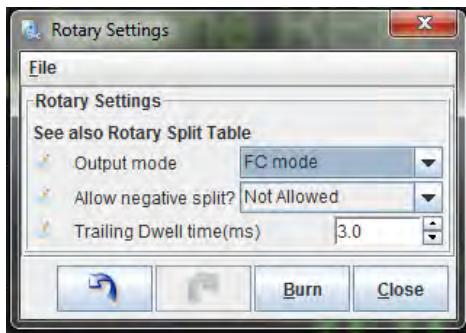 Rotary Settings
File
Rotary Settings
See also Rotary Split Table
Output mode FC mode
Allow negative split? Not Allowed
Trailing Dwell time(ms) 3.0
Burn Close